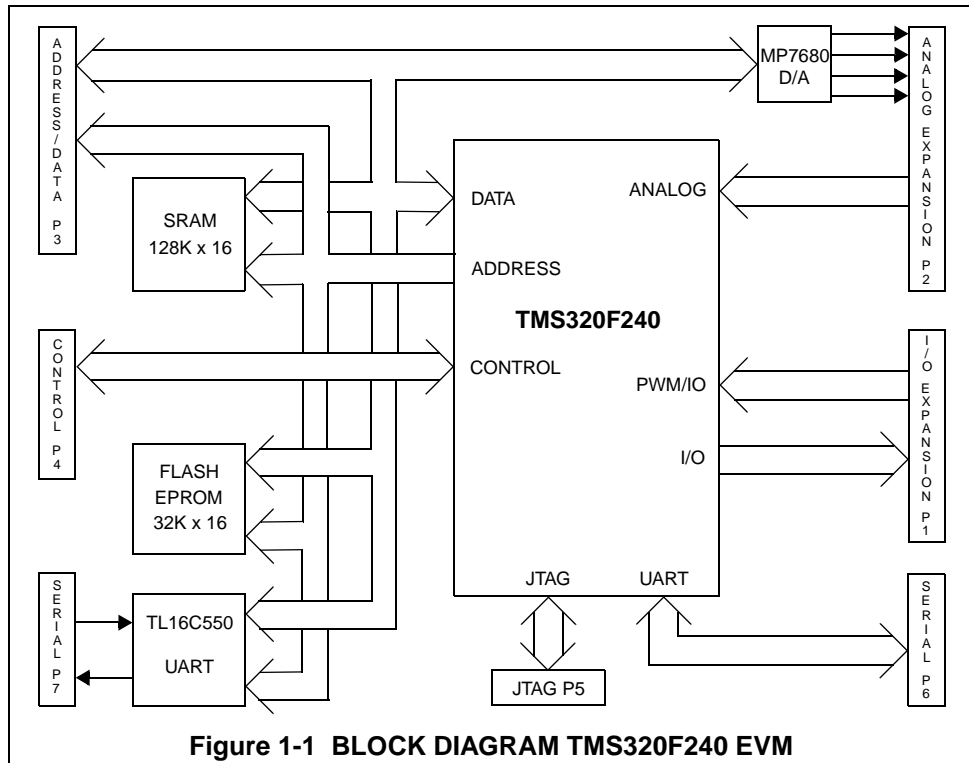 ADDRESS/DATA P3
MP7680
D/A
ANALOG EXPANSION P2
SRAM
128K x 16
DATA
ANALOG
ADDRESS
TMS320F240
CONTROL P4
CONTROL
PWM/IO
I/O
I/O EXPANSION P1
FLASH
EPROM
32K x 16
SERIAL P7
TL16C550
UART
JTAG
UART
JTAG P5
SERIAL P6
Figure 1-1 BLOCK DIAGRAM TMS320F240 EVM